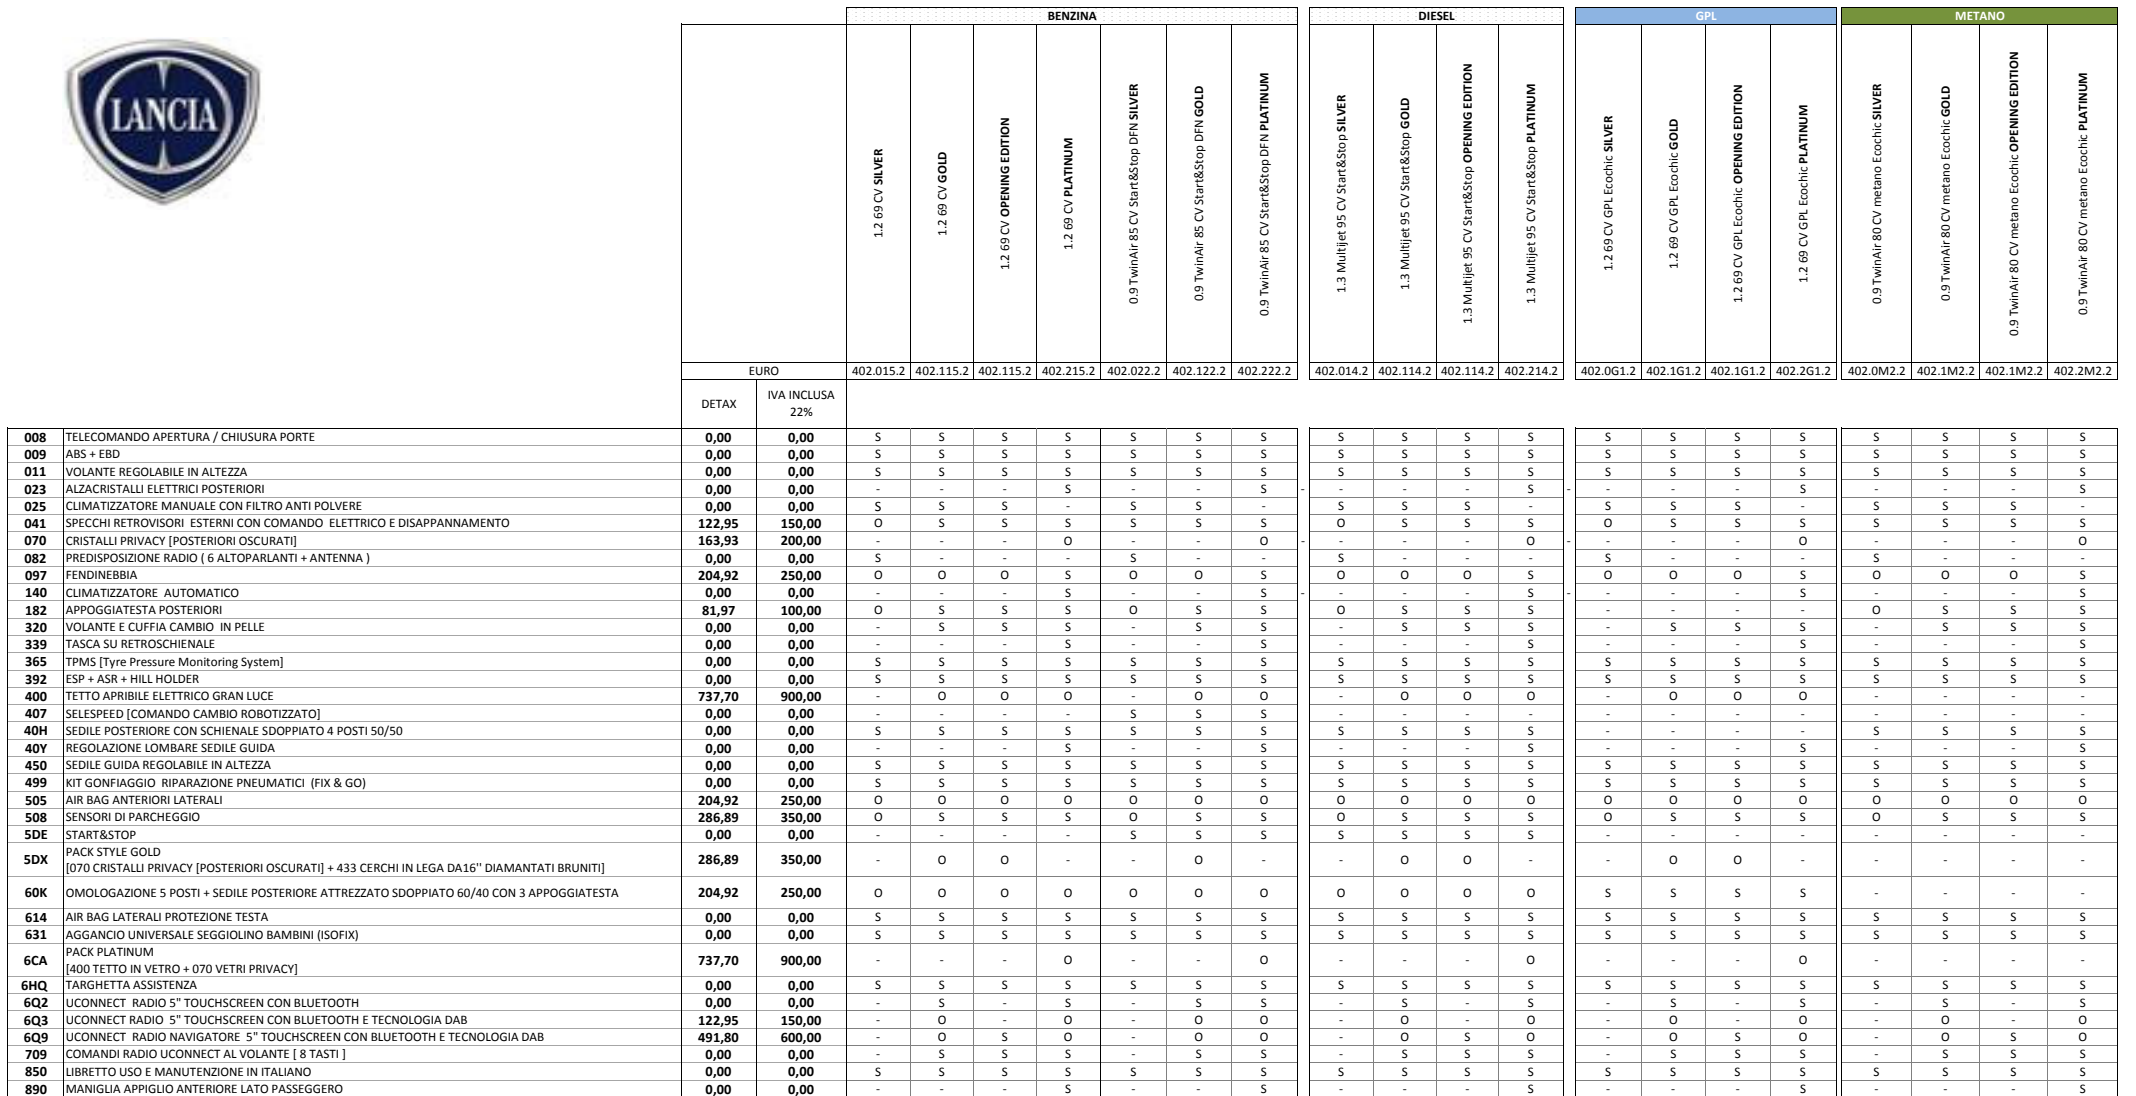 BENZINA DIESEL GPL METANO
LANCIA
1.2 69 CV SILVER
1.2 69 CV GOLD
1.2 69 CV OPENING EDITION
1.2 69 CV PLATINUM
0.9 TwinAir 85 CV Start&Stop DFN SILVER
0.9 TwinAir 85 CV Start&Stop DFN GOLD
0.9 TwinAir 85 CV Start&Stop DFN PLATINUM
1.3 Multijet 95 CV Start&Stop SILVER
1.3 Multijet 95 CV Start&Stop GOLD
1.3 Multijet 95 CV Start&Stop OPENING EDITION
1.3 Multijet 95 CV Start&Stop PLATINUM
1.2 69 CV GPL Ecochic SILVER
1.2 69 CV GPL Ecochic GOLD
1.2 69 CV GPL Ecochic OPENING EDITION
1.2 69 CV GPL Ecochic PLATINUM
0.9 TwinAir 80 CV metano Ecochic SILVER
0.9 TwinAir 80 CV metano Ecochic GOLD
0.9 TwinAir 80 CV metano Ecochic OPENING EDITION
0.9 TwinAir 80 CV metano Ecochic PLATINUM
EURO 402.015.2 402.115.2 402.115.2 402.215.2 402.022.2 402.122.2 402.222.2 402.014.2 402.114.2 402.114.2 402.214.2 402.0G1.2 402.1G1.2 402.1G1.2 402.2G1.2 402.0M2.2 402.1M2.2 402.1M2.2 402.2M2.2
DETAX IVA INCLUSA
22%
008 TELECOMANDO APERTURA / CHIUSURA PORTE 0,00 0,00 S S S S S S S S S S S S S S S S S S S
009 ABS + EBD 0,00 0,00 S S S S S S S S S S S S S S S S S S S
011 VOLANTE REGOLABILE IN ALTEZZA 0,00 0,00 S S S S S S S S S S S S S S S S S S S
023 ALZACRISTALLI ELETTRICI POSTERIORI 0,00 0,00 - - - S - - S - - - - S - - - - S - - - S
025 CLIMATIZZATORE MANUALE CON FILTRO ANTI POLVERE 0,00 0,00 S S S - S S - S S S - S S S - S S S -
041 SPECCHI RETROVISORI ESTERNI CON COMANDO ELETTRICO E DISAPPANNAMENTO 122,95 150,00 O S S S S S S O S S S O S S S S S S S
070 CRISTALLI PRIVACY [POSTERIORI OSCURATI] 163,93 200,00 - - - O - - O - - - - O - - - - O - - - O
082 PREDISPOSIZIONE RADIO ( 6 ALTOPARLANTI + ANTENNA ) 0,00 0,00 S - - - S - - S - - - S - - - S - - -
097 FENDINEBBIA 204,92 250,00 O O O S O O S O O O S O O O S O O O S
140 CLIMATIZZATORE AUTOMATICO 0,00 0,00 - - - S - - S - - - - S - - - - S - - - S
182 APPOGGIATESTA POSTERIORI 81,97 100,00 O S S S O S S O S S S - - - - O S S S
320 VOLANTE E CUFFIA CAMBIO IN PELLE 0,00 0,00 - S S S - S S - S S S - S S S - S S S
339 TASCA SU RETROSCHIENALE 0,00 0,00 - - - S - - S - - - S - - - S - - - S
365 TPMS [Tyre Pressure Monitoring System] 0,00 0,00 S S S S S S S S S S S S S S S S S S S
392 ESP + ASR + HILL HOLDER 0,00 0,00 S S S S S S S S S S S S S S S S S S S
400 TETTO APRIBILE ELETTRICO GRAN LUCE 737,70 900,00 - O O O - O O - O O O - O O O - - - -
407 SELESPEED [COMANDO CAMBIO ROBOTIZZATO] 0,00 0,00 - - - - S S S - - - - - - - - - - - -
40H SEDILE POSTERIORE CON SCHIENALE SDOPPIATO 4 POSTI 50/50 0,00 0,00 S S S S S S S S S S S - - - - S S S S
40Y REGOLAZIONE LOMBARE SEDILE GUIDA 0,00 0,00 - - - S - - S - - - S - - - S - - - S
450 SEDILE GUIDA REGOLABILE IN ALTEZZA 0,00 0,00 S S S S S S S S S S S S S S S S S S S
499 KIT GONFIAGGIO RIPARAZIONE PNEUMATICI (FIX & GO) 0,00 0,00 S S S S S S S S S S S S S S S S S S S
505 AIR BAG ANTERIORI LATERALI 204,92 250,00 O O O O O O O O O O O O O O O O O O O
508 SENSORI DI PARCHEGGIO 286,89 350,00 O S S S O S S O S S S O S S S O S S S
5DE START&STOP 0,00 0,00 - - - - S S S S S S S - - - - - - - -
5DX PACK STYLE GOLD
[070 CRISTALLI PRIVACY [POSTERIORI OSCURATI] + 433 CERCHI IN LEGA DA16" DIAMANTATI BRUNITI] 286,89 350,00 - O O - - O - - O O - - O O - - - - -
60K OMOLOGAZIONE 5 POSTI + SEDILE POSTERIORE ATTREZZATO SDOPPIATO 60/40 CON 3 APPOGGIATESTA 204,92 250,00 O O O O O O O O O O O S S S S - - - -
614 AIR BAG LATERALI PROTEZIONE TESTA 0,00 0,00 S S S S S S S S S S S S S S S S S S S
631 AGGANCIO UNIVERSALE SEGGIOLINO BAMBINI (ISOFIX) 0,00 0,00 S S S S S S S S S S S S S S S S S S S
6CA PACK PLATINUM
[400 TETTO IN VETRO + 070 VETRI PRIVACY] 737,70 900,00 - - - O - - O - - - O - - - O - - - -
6HQ TARGHETTA ASSISTENZA 0,00 0,00 S S S S S S S S S S S S S S S S S S S
6Q2 UCONNECT RADIO 5" TOUCHSCREEN CON BLUETOOTH 0,00 0,00 - S - S - S S - S - S - S - S - S - S
6Q3 UCONNECT RADIO 5" TOUCHSCREEN CON BLUETOOTH E TECNOLOGIA DAB 122,95 150,00 - O - O - O O - O - O - O - O - O - O
6Q9 UCONNECT RADIO NAVIGATORE 5" TOUCHSCREEN CON BLUETOOTH E TECNOLOGIA DAB 491,80 600,00 - O S O - O O - O S O - O S O - O S O
709 COMANDI RADIO UCONNECT AL VOLANTE [ 8 TASTI ] 0,00 0,00 - S S S - S S - S S S - S S S - S S S
850 LIBRETTO USO E MANUTENZIONE IN ITALIANO 0,00 0,00 S S S S S S S S S S S S S S S S S S S
890 MANIGLIA APPIGLIO ANTERIORE LATO PASSEGGERO 0,00 0,00 - - - S - - S - - - S - - - S - - - S